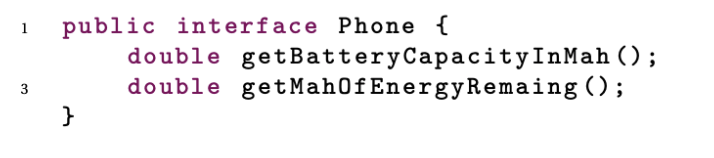 1 public interface Phone {
double getBatteryCapacityInMah();
3 double getMahOfEnergyRemaing();
}